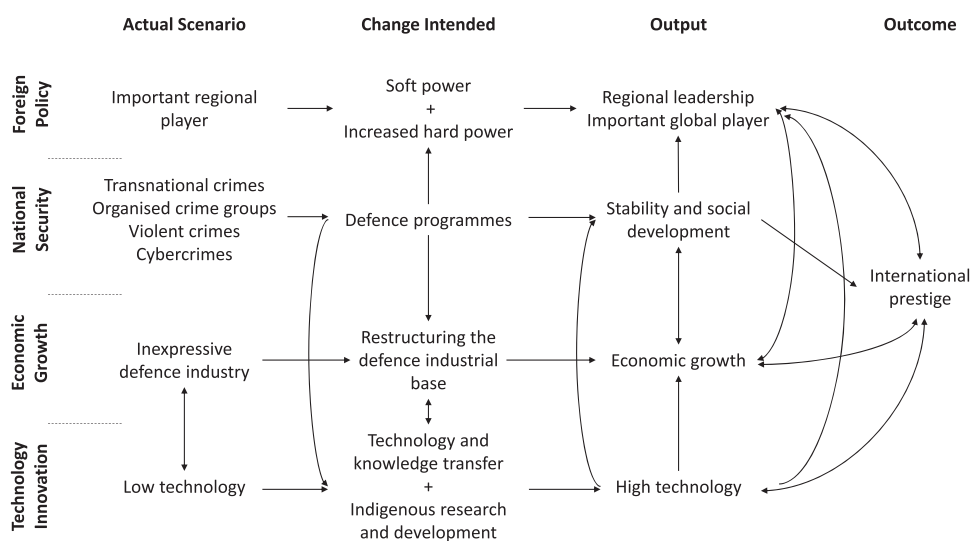 Actual Scenario
Change Intended
Output
Outcome
Foreign
Policy
Important regional
player
Soft power
+
Increased hard power
Regional leadership
Important global player
National
Security
Transnational crimes
Organised crime groups
Violent crimes
Cybercrimes
Defence programmes
Stability and social
development
International
prestige
Economic
Growth
Inexpressive
defence industry
Restructuring the
defence industrial
base
Economic growth
Technology
Innovation
Low technology
Technology and
knowledge transfer
+
Indigenous research
and development
High technology